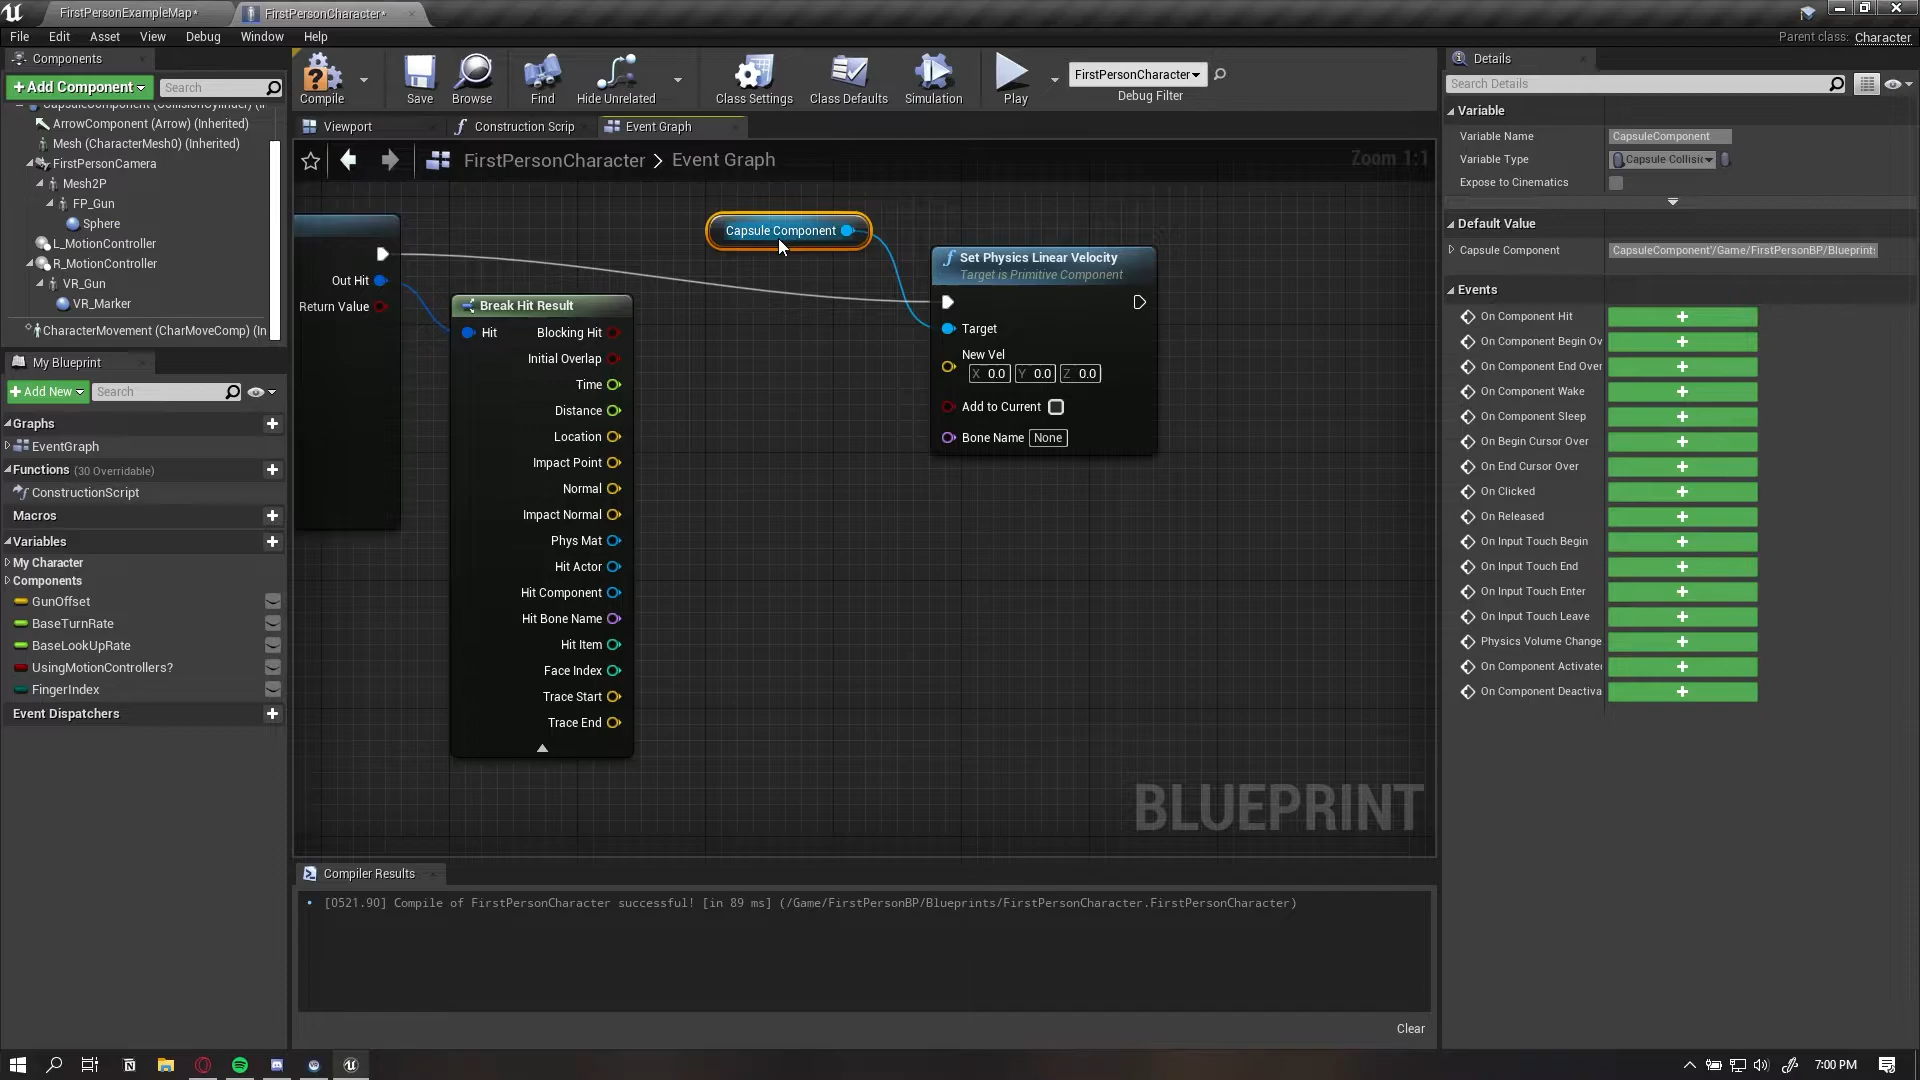 FirstPersonExampleMap*
FirstPersonCharacter*
File Edit Asset View Debug Window Help
Parent class: Character
Components
+Add Component
Search
CapsuleComponent (CollisionCylinder) (I
ArrowComponent (Arrow) (Inherited)
Mesh (CharacterMesh0) (Inherited)
FirstPersonCamera
Mesh2P
FP_Gun
Sphere
L_MotionController
R_MotionController
VR_Gun
VR_Marker
CharacterMovement (CharMoveComp) (In
My Blueprint
+Add New
Search
Graphs
EventGraph
Functions (30 Overridable)
ConstructionScript
Macros
Variables
My Character
Components
GunOffset
BaseTurnRate
BaseLookUpRate
UsingMotionControllers?
FingerIndex
Event Dispatchers
Compile
Save
Browse
Find
Hide Unrelated
Class Settings
Class Defaults
Simulation
Play
FirstPersonCharacter
Debug Filter
Viewport
Construction Scrip
Event Graph
FirstPersonCharacter > Event Graph
Zoom 1:1
Out Hit
Return Value
Break Hit Result
Hit
Blocking Hit
Initial Overlap
Time
Distance
Location
Impact Point
Normal
Impact Normal
Phys Mat
Hit Actor
Hit Component
Hit Bone Name
Hit Item
Face Index
Trace Start
Trace End
Capsule Component
Set Physics Linear Velocity
Target is Primitive Component
Target
New Vel
X 0.0 Y 0.0 Z 0.0
Add to Current
Bone Name None
BLUEPRINT
Compiler Results
[0521.90] Compile of FirstPersonCharacter successful! [in 89 ms] (/Game/FirstPersonBP/Blueprints/FirstPersonCharacter.FirstPersonCharacter)
Clear
Details
Search Details
Variable
Variable Name CapsuleComponent
Variable Type Capsule Collisi
Expose to Cinematics
Default Value
Capsule Component CapsuleComponent'/Game/FirstPersonBP/Blueprints
Events
On Component Hit
On Component Begin Ov
On Component End Over
On Component Wake
On Component Sleep
On Begin Cursor Over
On End Cursor Over
On Clicked
On Released
On Input Touch Begin
On Input Touch End
On Input Touch Enter
On Input Touch Leave
Physics Volume Change
On Component Activate
On Component Deactiva
7:00 PM